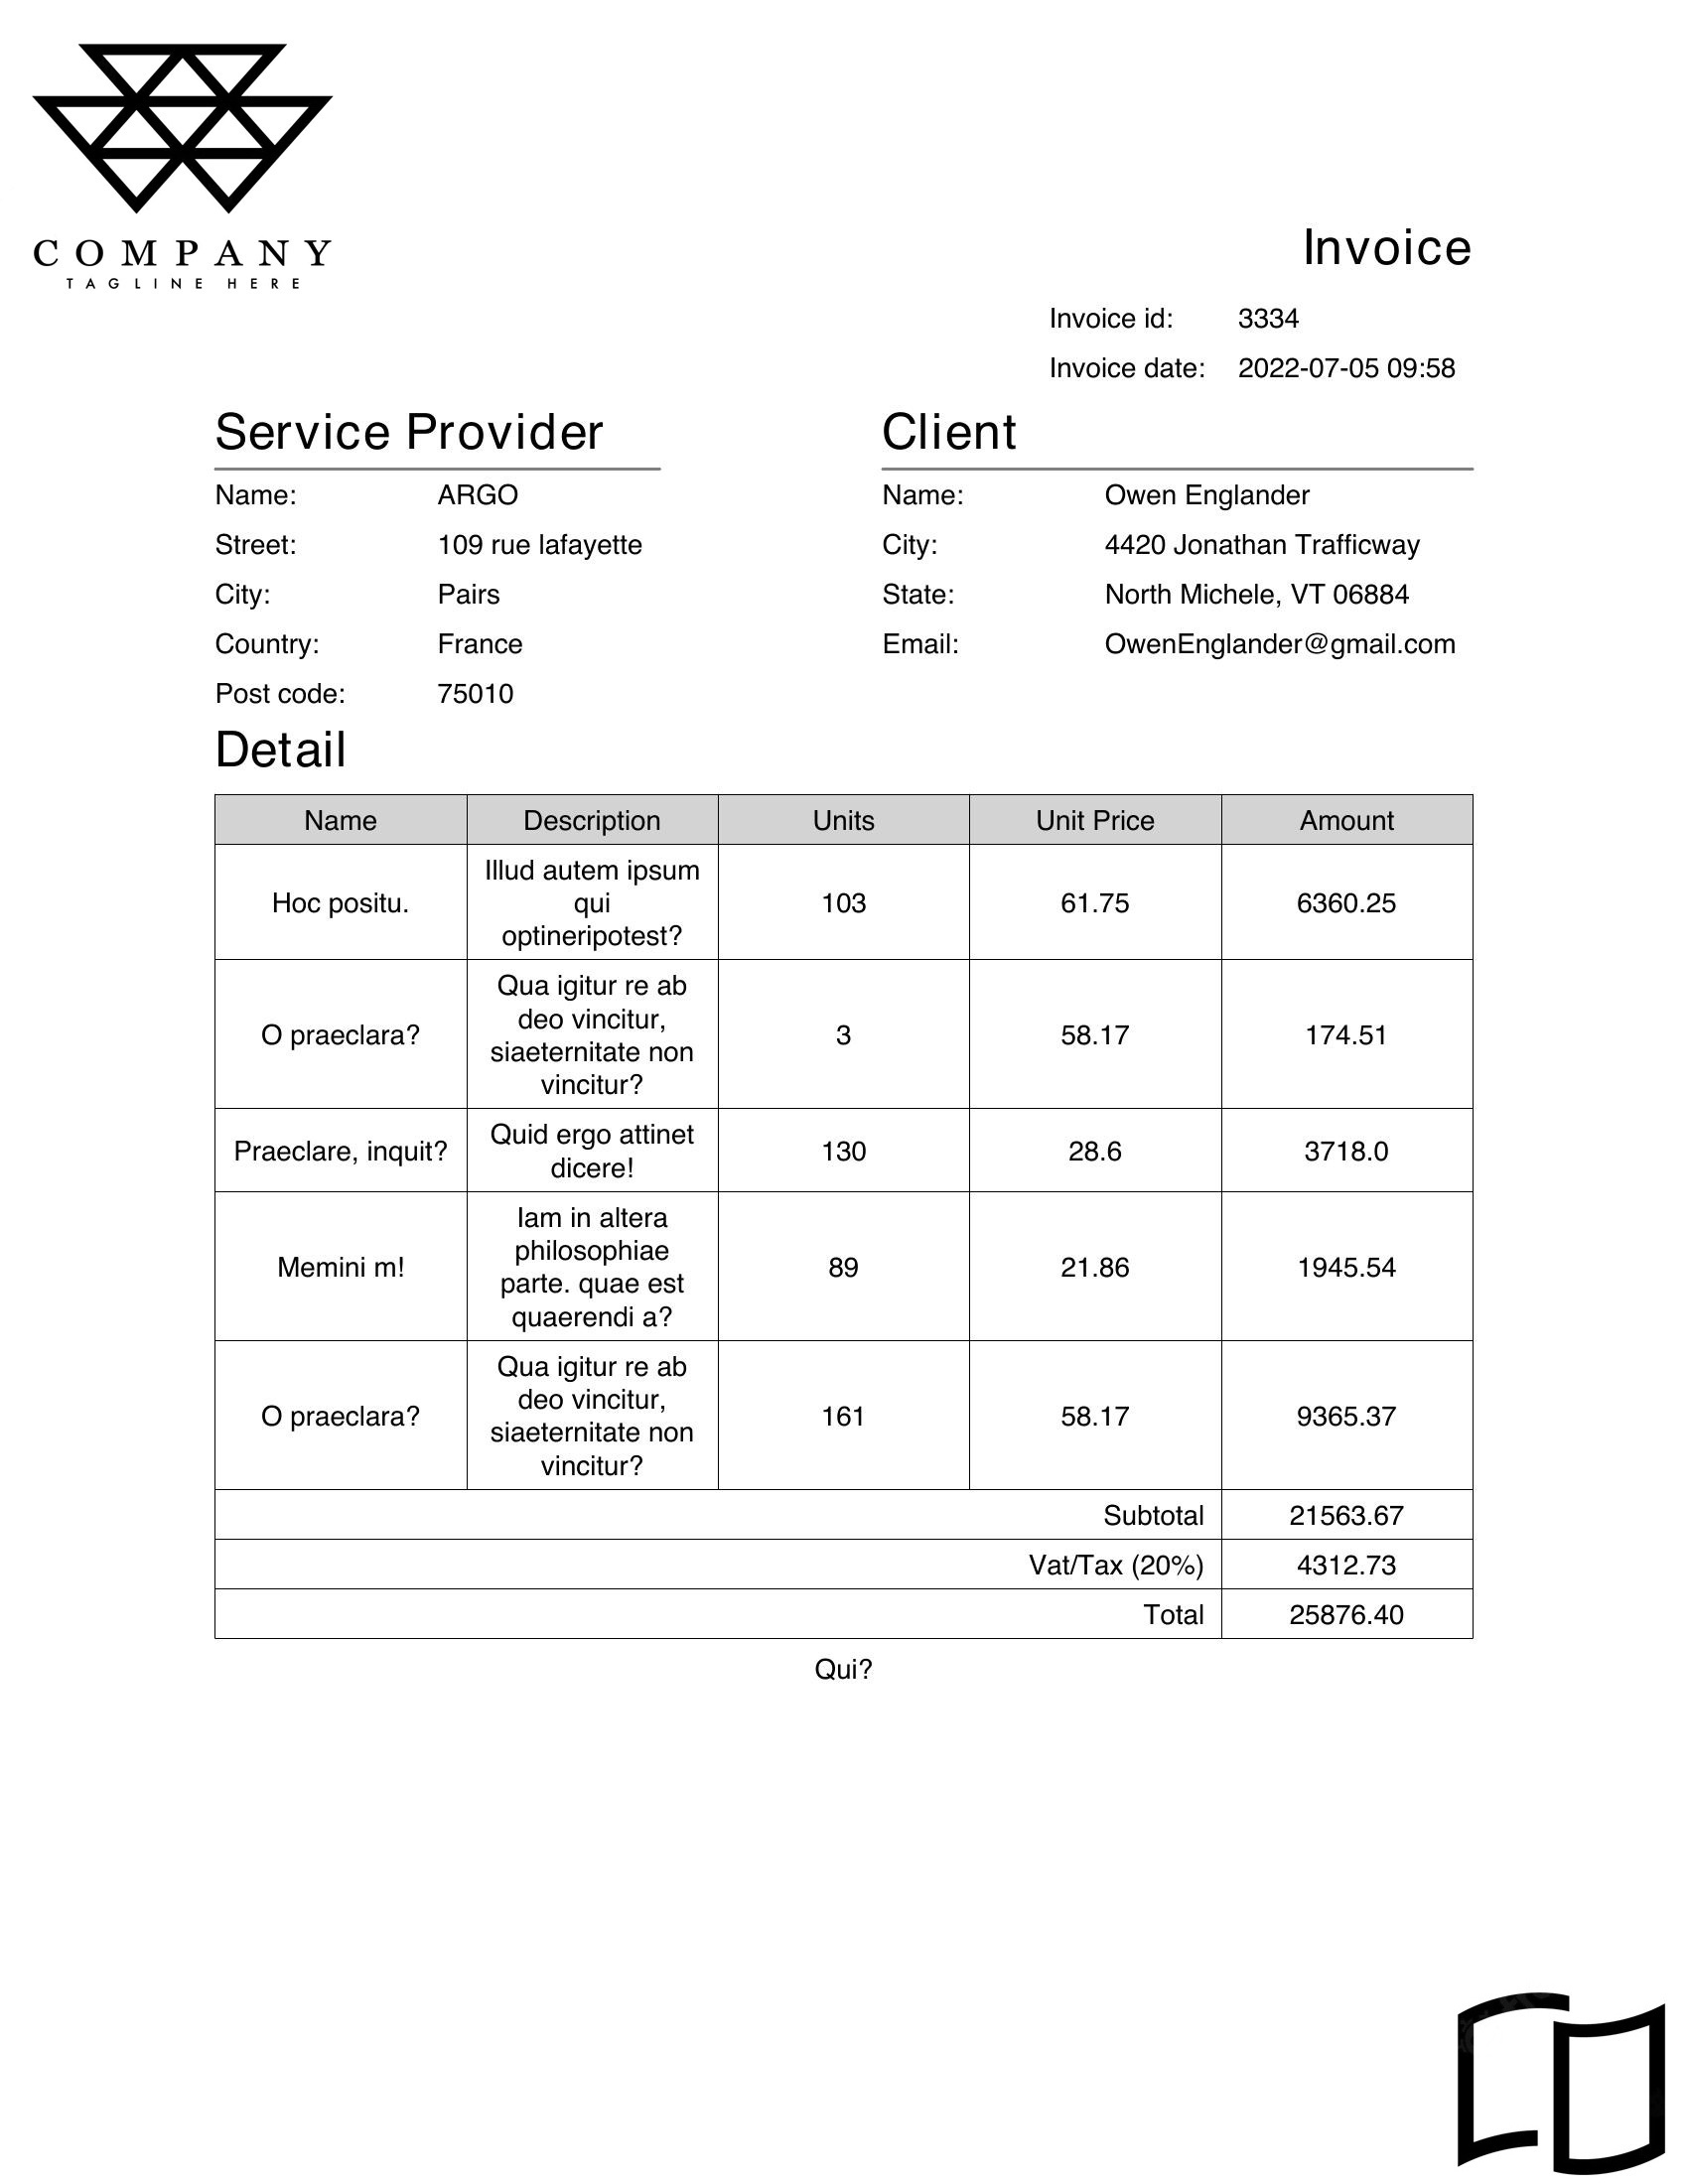 COMPANY
TAGLINE HERE
Invoice
Invoice id: 3334
Invoice date: 2022-07-05 09:58
Service Provider
Name: ARGO
Street: 109 rue lafayette
City: Pairs
Country: France
Post code: 75010
Client
Name: Owen Englander
City: 4420 Jonathan Trafficway
State: North Michele, VT 06884
Email: OwenEnglander@gmail.com
Detail
Name Description Units Unit Price Amount
Hoc positu.
Illud autem ipsum
qui
optineripotest?
103 61.75 6360.25
O praeclara?
Qua igitur re ab
deo vincitur,
siaeternitate non
vincitur?
3 58.17 174.51
Praeclare, inquit?
Quid ergo attinet
dicere!
130 28.6 3718.0
Memini m!
Iam in altera
philosophiae
parte. quae est
quaerendi a?
89 21.86 1945.54
O praeclara?
Qua igitur re ab
deo vincitur,
siaeternitate non
vincitur?
161 58.17 9365.37
Subtotal 21563.67
Vat/Tax (20%) 4312.73
Total 25876.40
Qui?